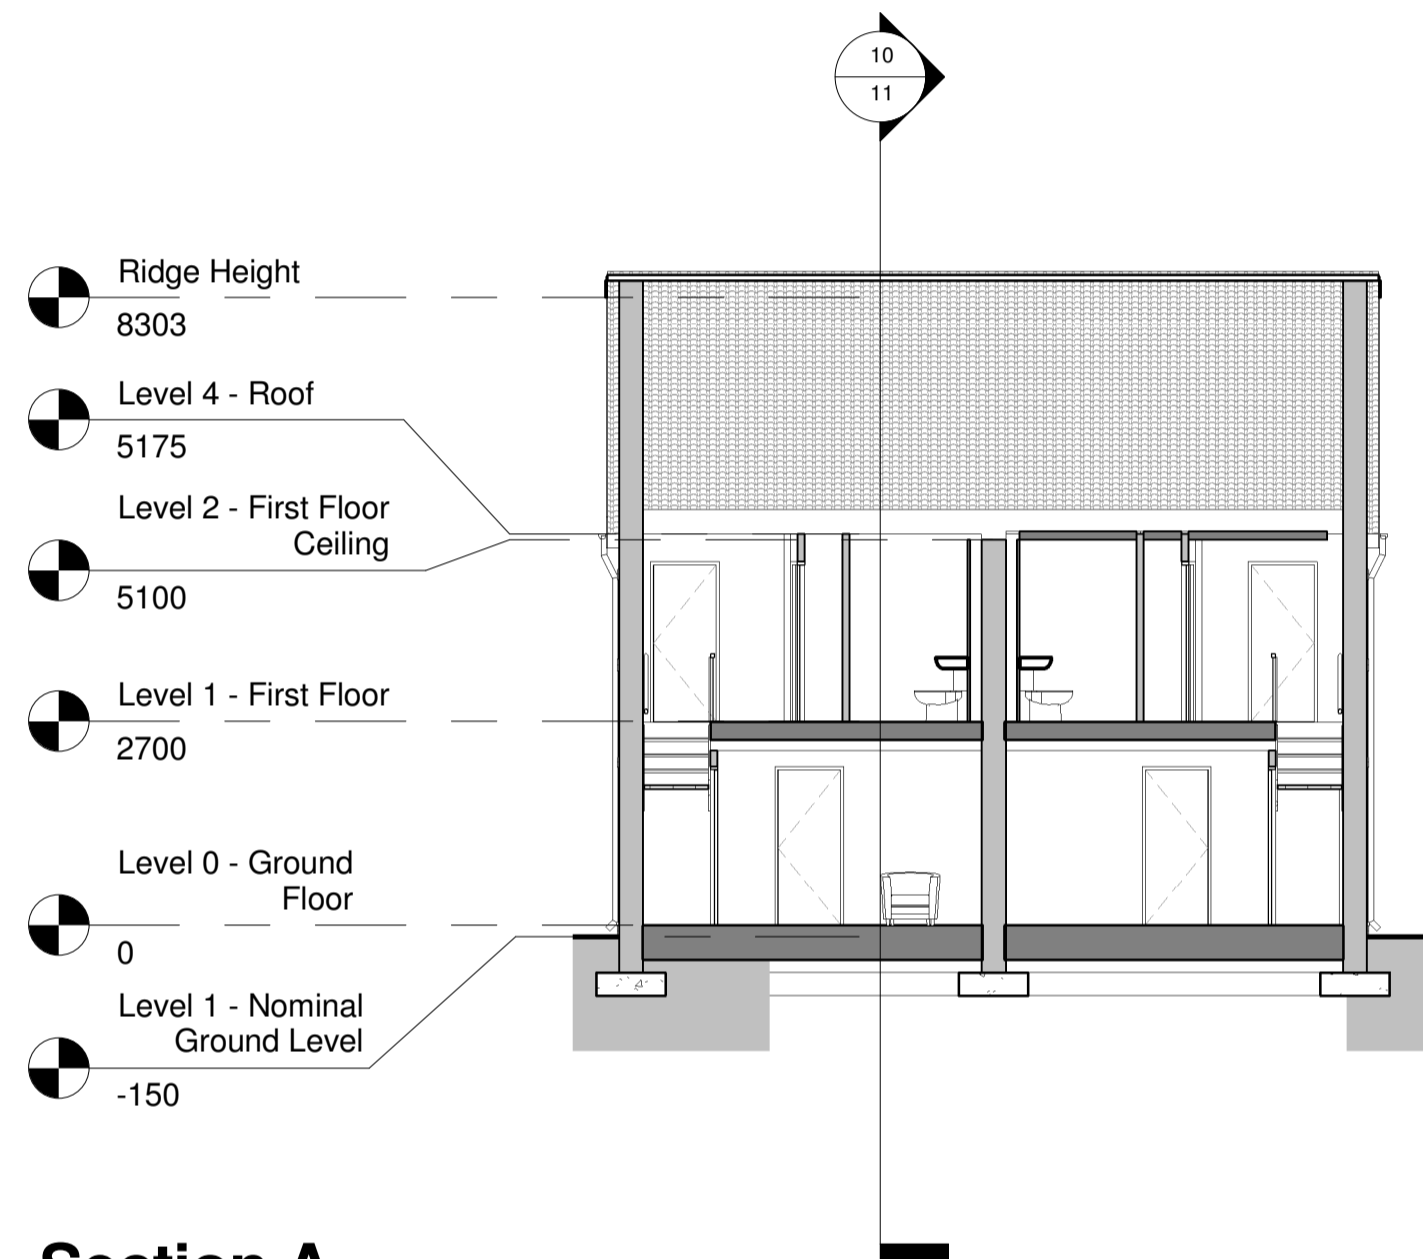 10
11
Ridge Height
8303
Level 4 - Roof
5175
Level 2 - First Floor
Ceiling
5100
Level 1 - First Floor
2700
Level 0 - Ground
Floor
0
Level 1 - Nominal
Ground Level
-150
Section A